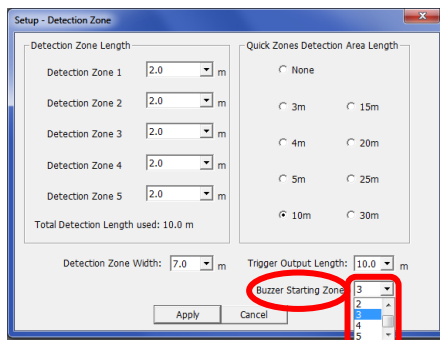 Setup - Detection Zone
Detection Zone Length
Detection Zone 1 2.0 m
Detection Zone 2 2.0 m
Detection Zone 3 2.0 m
Detection Zone 4 2.0 m
Detection Zone 5 2.0 m
Total Detection Length used: 10.0 m
Quick Zones Detection Area Length
None
3m 15m
4m 20m
5m 25m
10m 30m
Detection Zone Width: 7.0 m
Trigger Output Length: 10.0 m
Buzzer Starting Zone 3
2
3
4
5
Apply Cancel